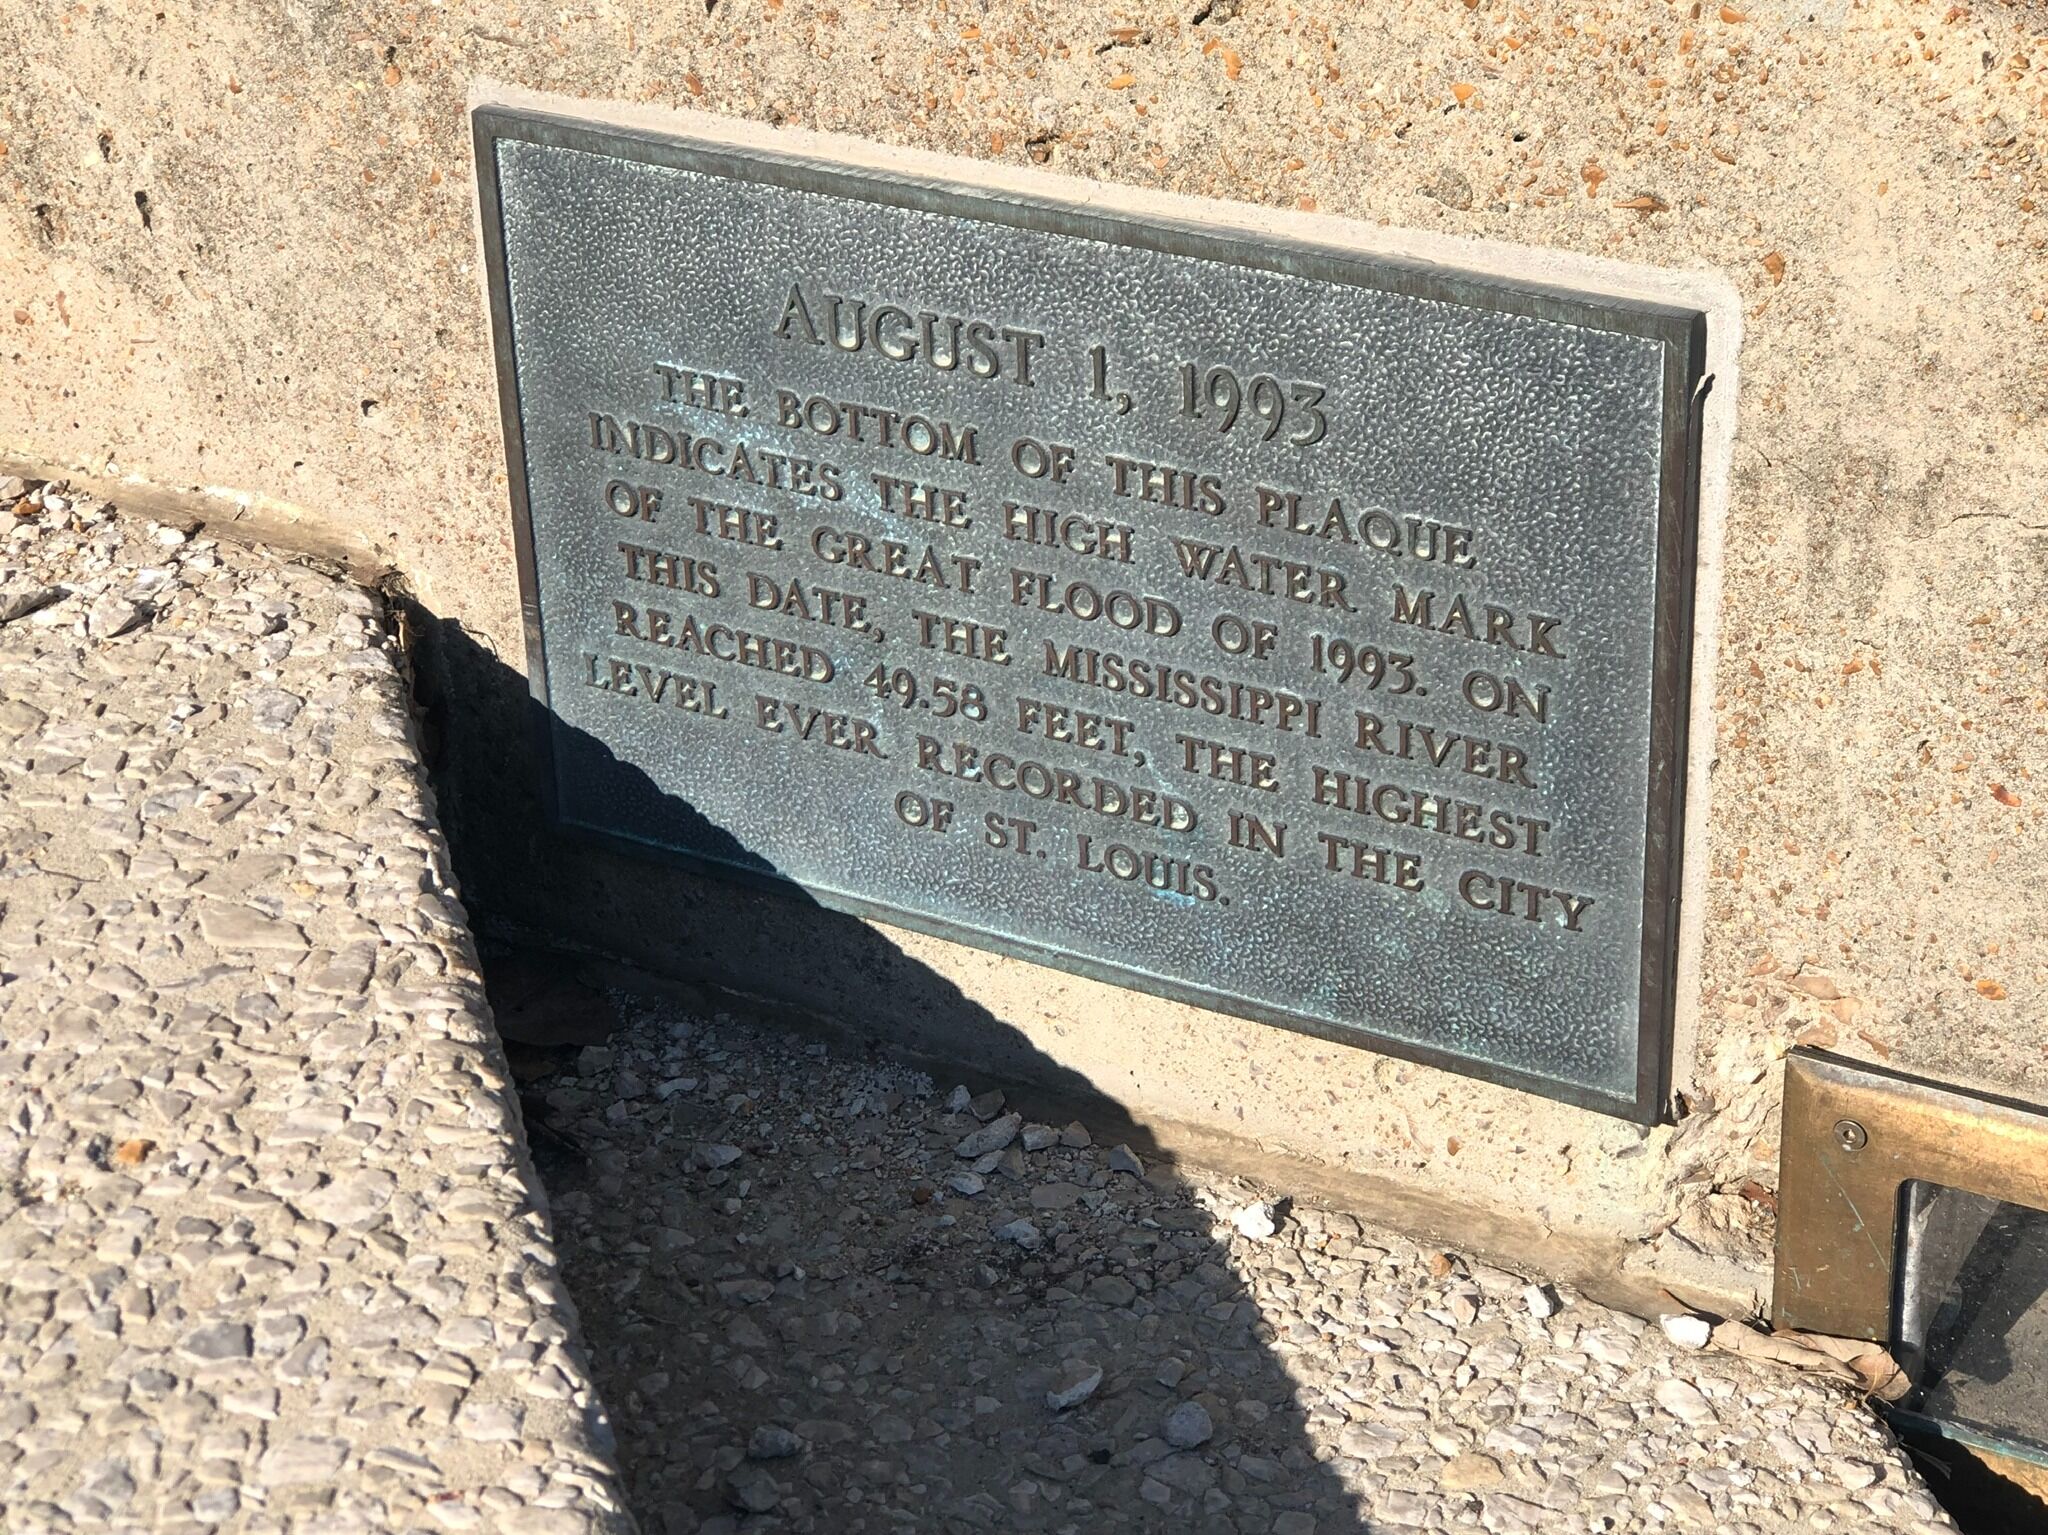 AUGUST 1, 1993
THE BOTTOM OF THIS PLAQUE
INDICATES THE HIGH WATER MARK
OF THE GREAT FLOOD OF 1993. ON
THIS DATE, THE MISSISSIPPI RIVER
REACHED 49.58 FEET, THE HIGHEST
LEVEL EVER RECORDED IN THE CITY
OF ST. LOUIS.